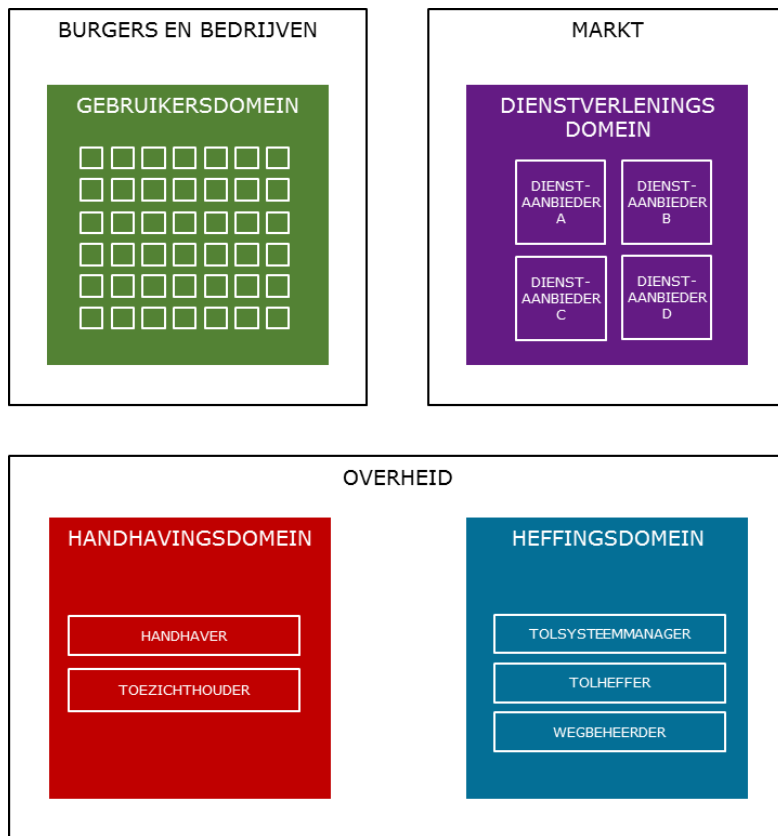 BURGERS EN BEDRIJVEN
GEBRUIKERSDOMEIN
MARKT
DIENSTVERLENINGS
DOMEIN
DIENST-
AANBIEDER
A
DIENST-
AANBIEDER
B
DIENST-
AANBIEDER
C
DIENST-
AANBIEDER
D
OVERHEID
HANDHAVINGSDOMEIN
HANDHAVER
TOEZICHTHOUDER
HEFFINGSDOMEIN
TOLSYSTEEMMANAGER
TOLHEFFER
WEGBEHEERDER